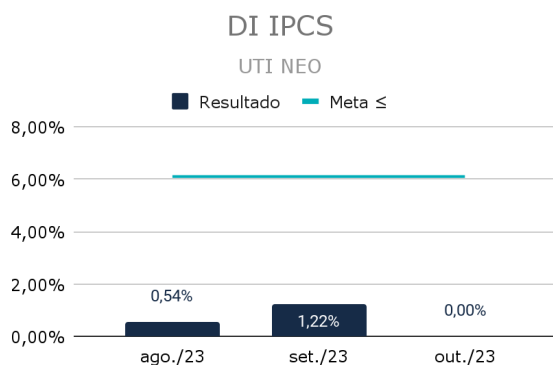 DI IPCS
UTI NEO
Resultado Meta ≤
8,00%
6,00%
4,00%
2,00%
0,00%
0,54%
1,22%
0,00%
ago./23 set./23 out./23